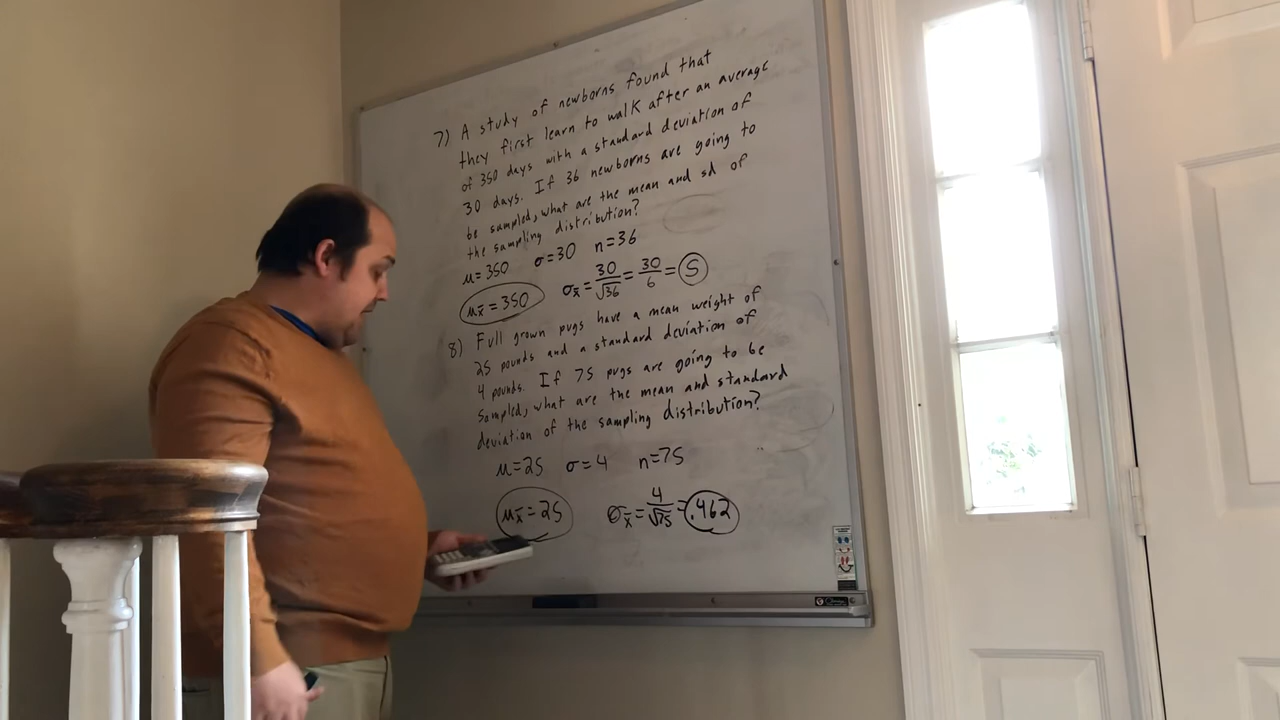 7) A study of newborns found that
they first learn to walk after an average
of 350 days with a standard deviation of
30 days. If 36 newborns are going to
be sampled, what are the mean and sd of
the sampling distribution?
μ=350 σ=30 n=36
μx̄=350 σx̄=30/√36=30/6=5
8) Full grown pugs have a mean weight of
25 pounds and a standard deviation of
4 pounds. If 75 pugs are going to be
sampled, what are the mean and standard
deviation of the sampling distribution?
μ=25 σ=4 n=75
μx̄=25 σx̄=4/√75=.462